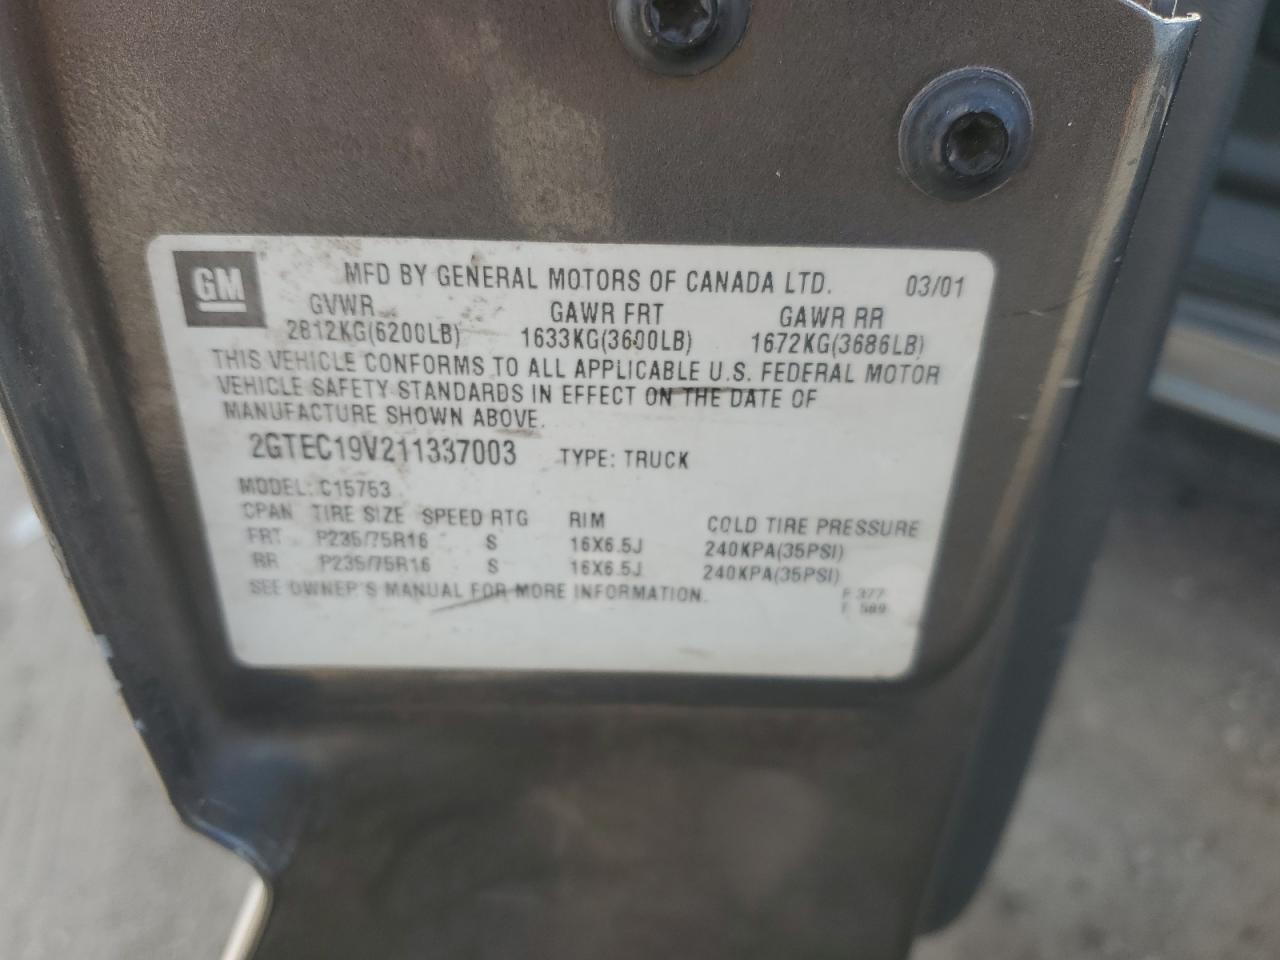 GM MFD BY GENERAL MOTORS OF CANADA LTD. 03/01
GVWR GAWR FRT GAWR RR
2812KG(6200LB) 1633KG(3600LB) 1672KG(3686LB)
THIS VEHICLE CONFORMS TO ALL APPLICABLE U.S. FEDERAL MOTOR
VEHICLE SAFETY STANDARDS IN EFFECT ON THE DATE OF
MANUFACTURE SHOWN ABOVE.
2GTEC19V211337003 TYPE: TRUCK
MODEL: C15753
CPAN TIRE SIZE SPEED RTG RIM COLD TIRE PRESSURE
FRT P235/75R16 S 16X6.5J 240KPA(35PSI)
RR P235/75R16 S 16X6.5J 240KPA(35PSI)
SEE OWNER'S MANUAL FOR MORE INFORMATION.
F 377
F 589